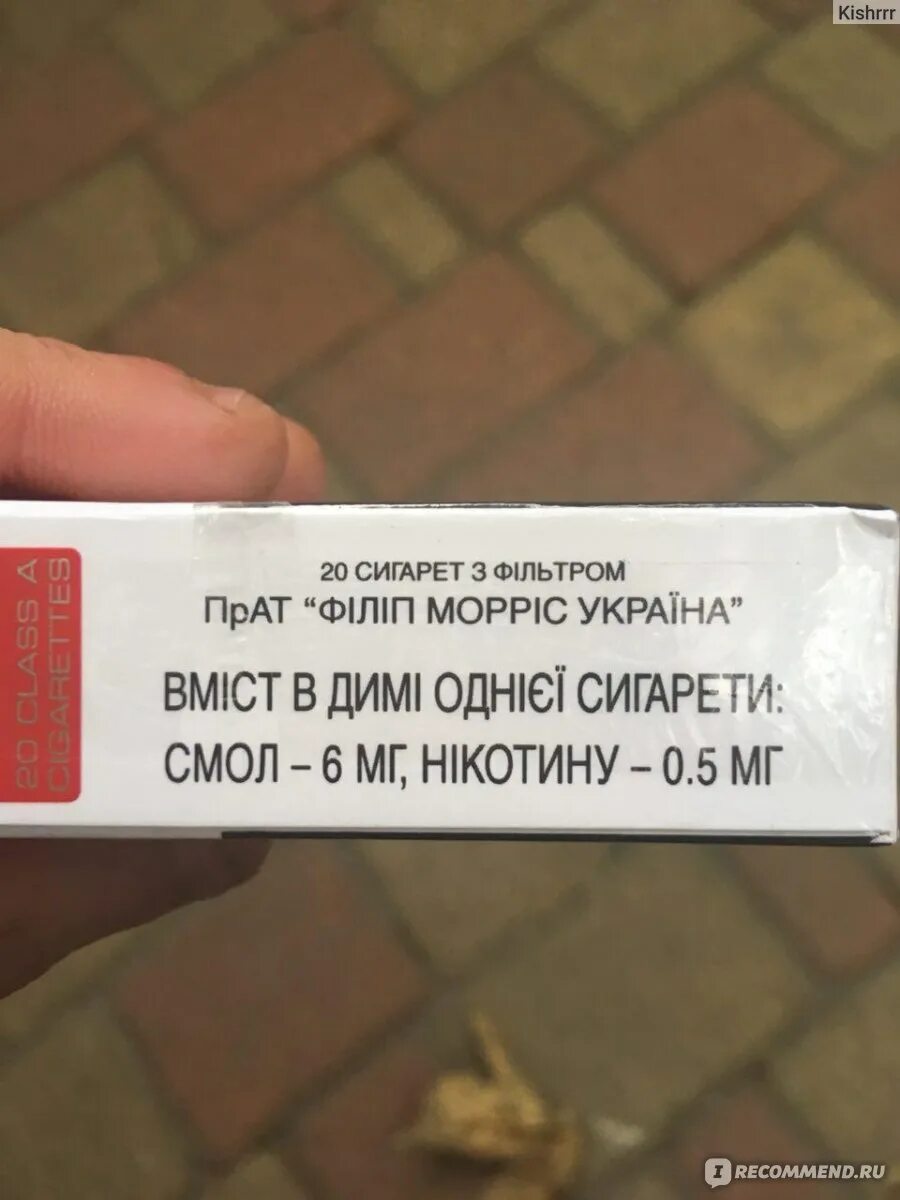 Kishrrr
20 СИГАРЕТ З ФІЛЬТРОМ
ПрАТ “ФІЛІП МОРРІС УКРАЇНА”
ВМІСТ В ДИМІ ОДНІЄЇ СИГАРЕТИ:
СМОЛ – 6 МГ, НІКОТИНУ – 0.5 МГ
20 CLASS A
CIGARETTES
IRECOMMEND.RU